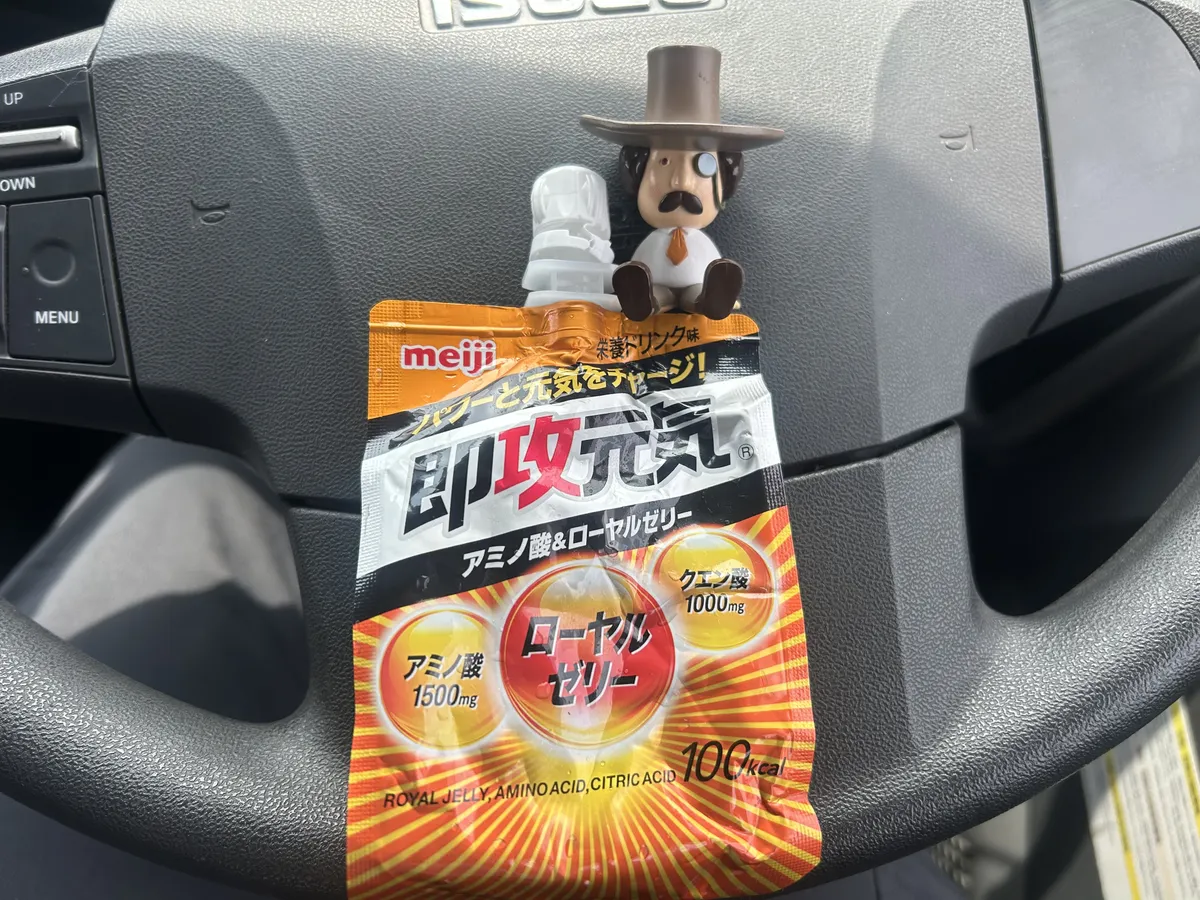 ISUZU
UP
DOWN
MENU
meiji
栄養ドリンク味
パワーと元気をチャージ!
即攻元気®
アミノ酸&ローヤルゼリー
クエン酸
1000mg
ローヤル
ゼリー
アミノ酸
1500mg
100kcal
ROYAL JELLY, AMINO ACID, CITRIC ACID